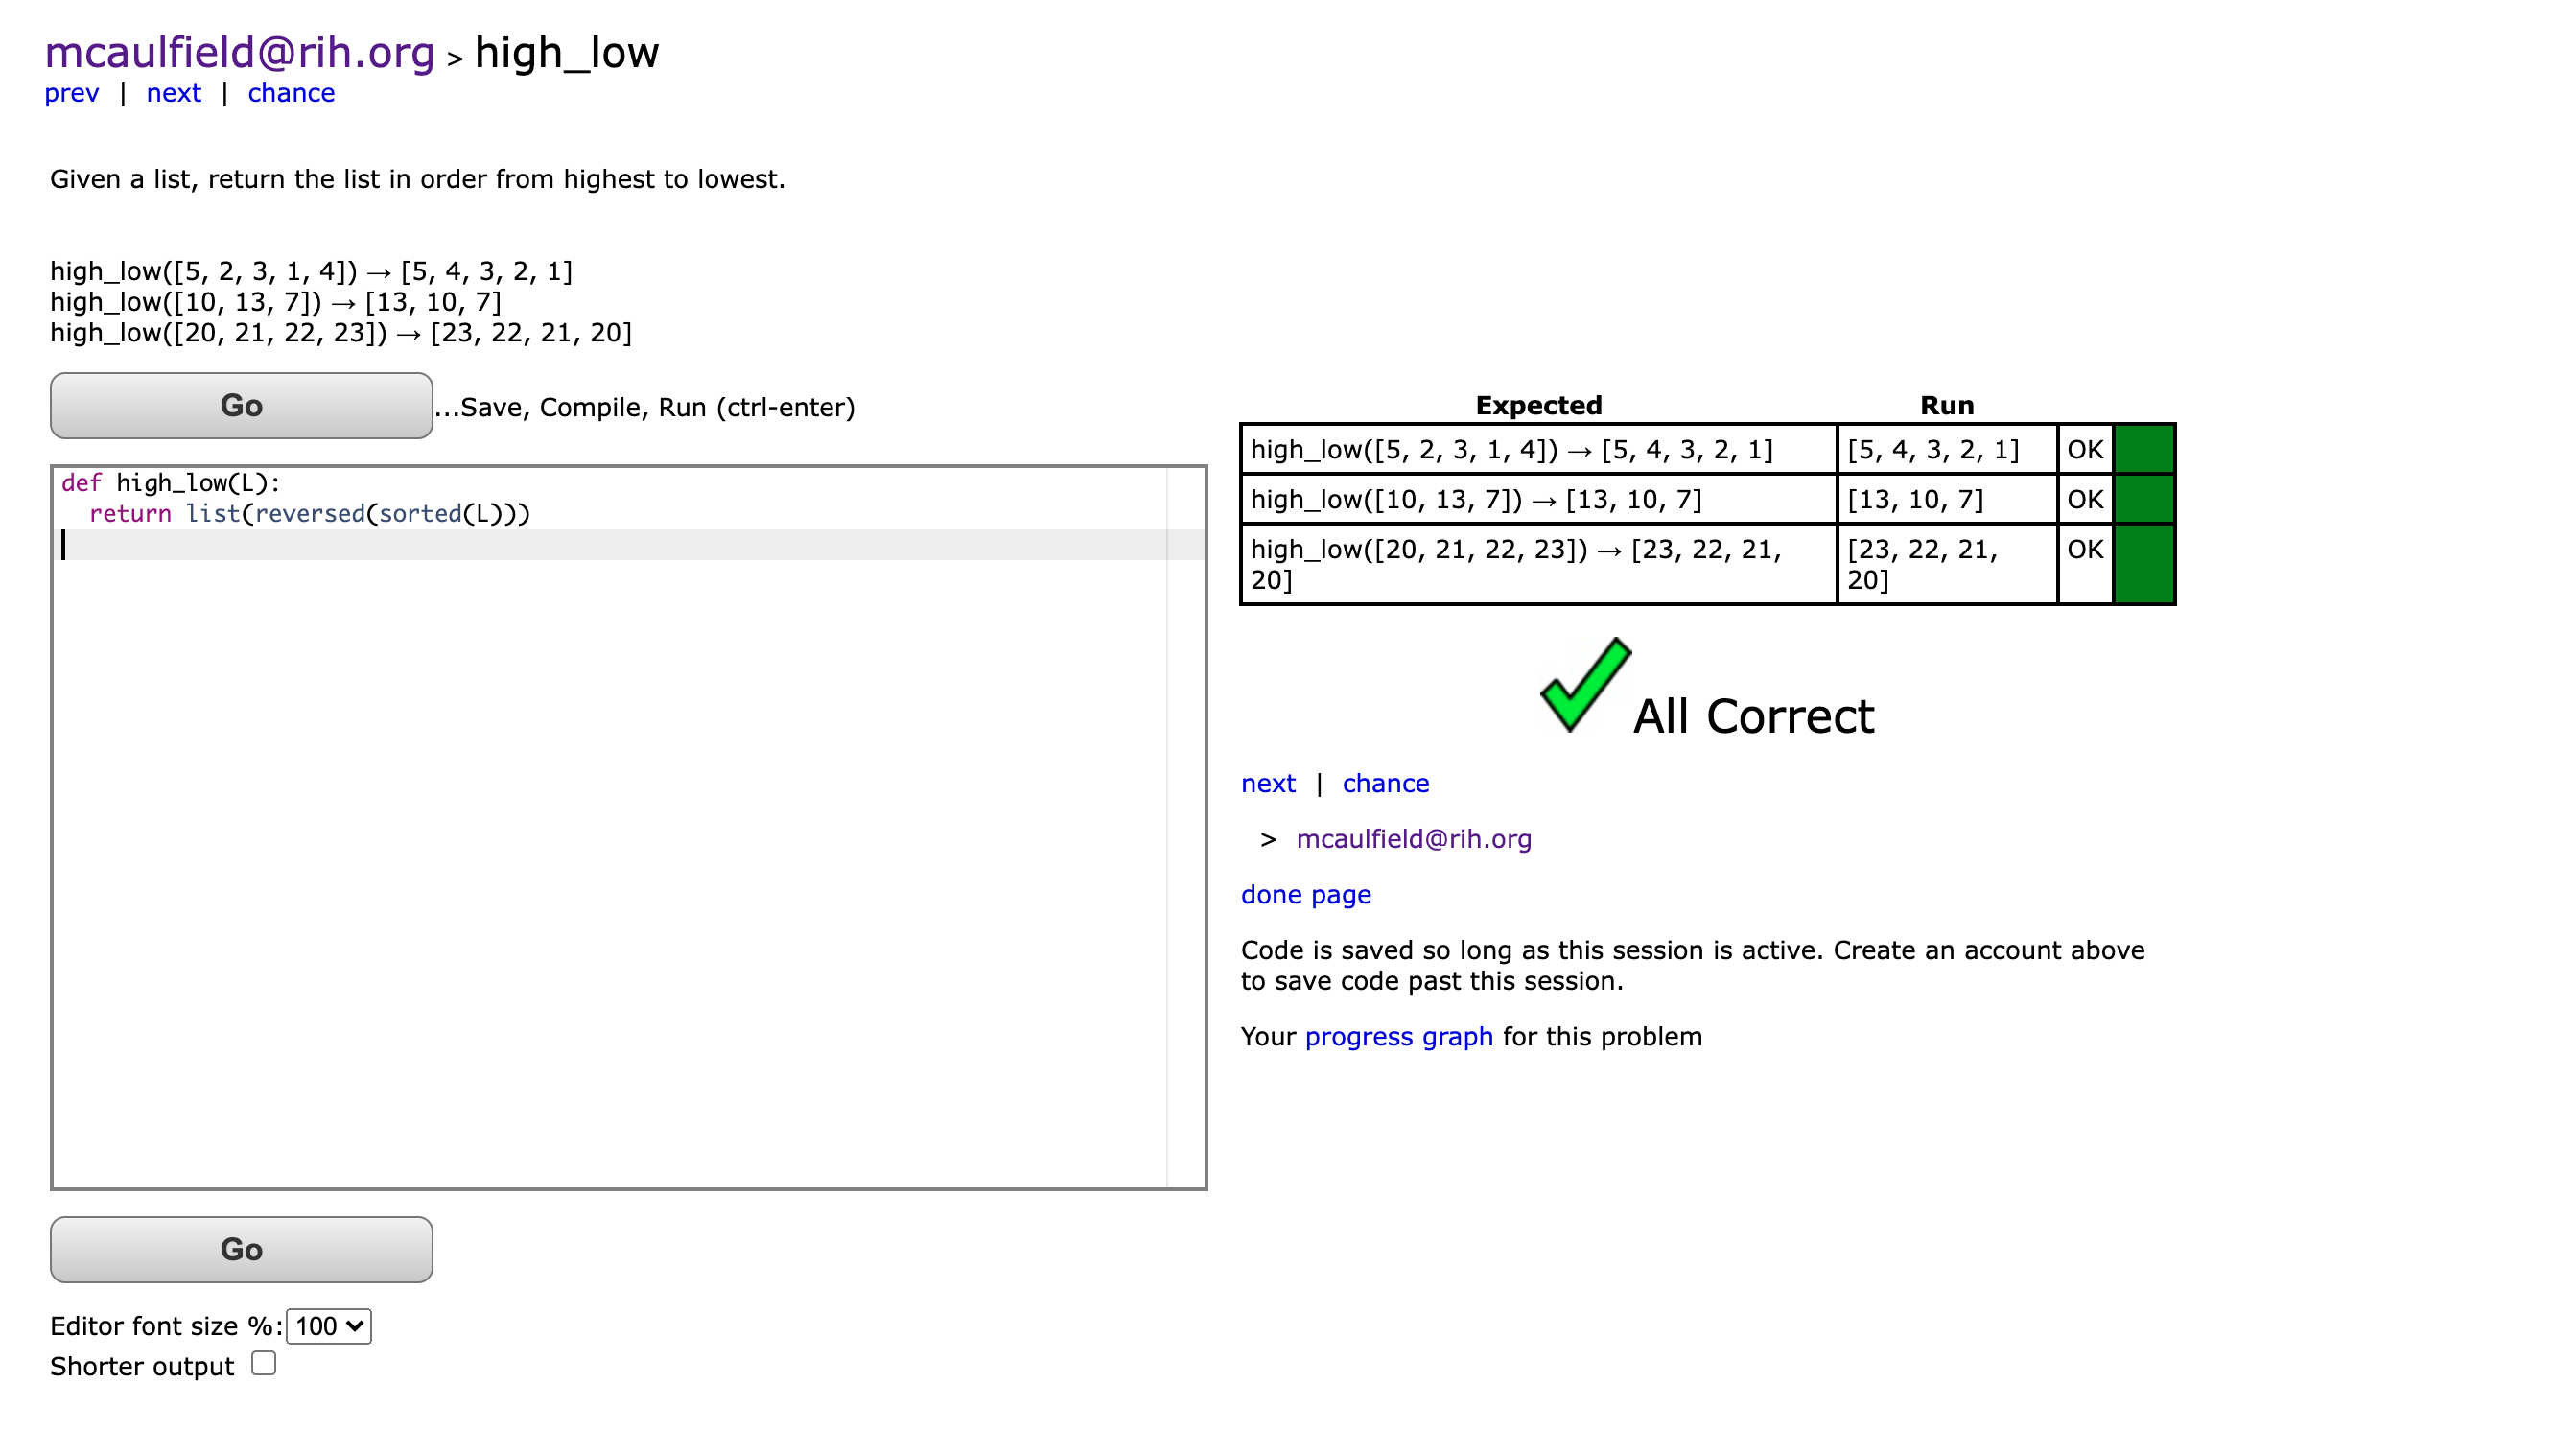 mcaulfield@rih.org > high_low
prev | next | chance
Given a list, return the list in order from highest to lowest.
high_low([5, 2, 3, 1, 4]) → [5, 4, 3, 2, 1]
high_low([10, 13, 7]) → [13, 10, 7]
high_low([20, 21, 22, 23]) → [23, 22, 21, 20]
Go ...Save, Compile, Run (ctrl-enter)
def high_low(L):
  return list(reversed(sorted(L)))
Go
Editor font size %: 100
Shorter output
Expected Run
high_low([5, 2, 3, 1, 4]) → [5, 4, 3, 2, 1] [5, 4, 3, 2, 1] OK
high_low([10, 13, 7]) → [13, 10, 7] [13, 10, 7] OK
high_low([20, 21, 22, 23]) → [23, 22, 21, [23, 22, 21, OK
20] 20]
All Correct
next | chance
> mcaulfield@rih.org
done page
Code is saved so long as this session is active. Create an account above
to save code past this session.
Your progress graph for this problem